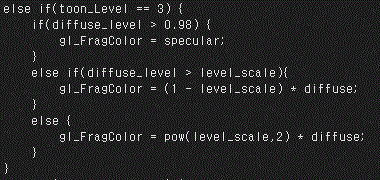 else if(toon_Level == 3) {
if(diffuse_level > 0.98) {
gl_FragColor = specular;
}
else if(diffuse_level > level_scale){
gl_FragColor = (1 - level_scale) * diffuse;
}
else {
gl_FragColor = pow(level_scale,2) * diffuse;
}
}